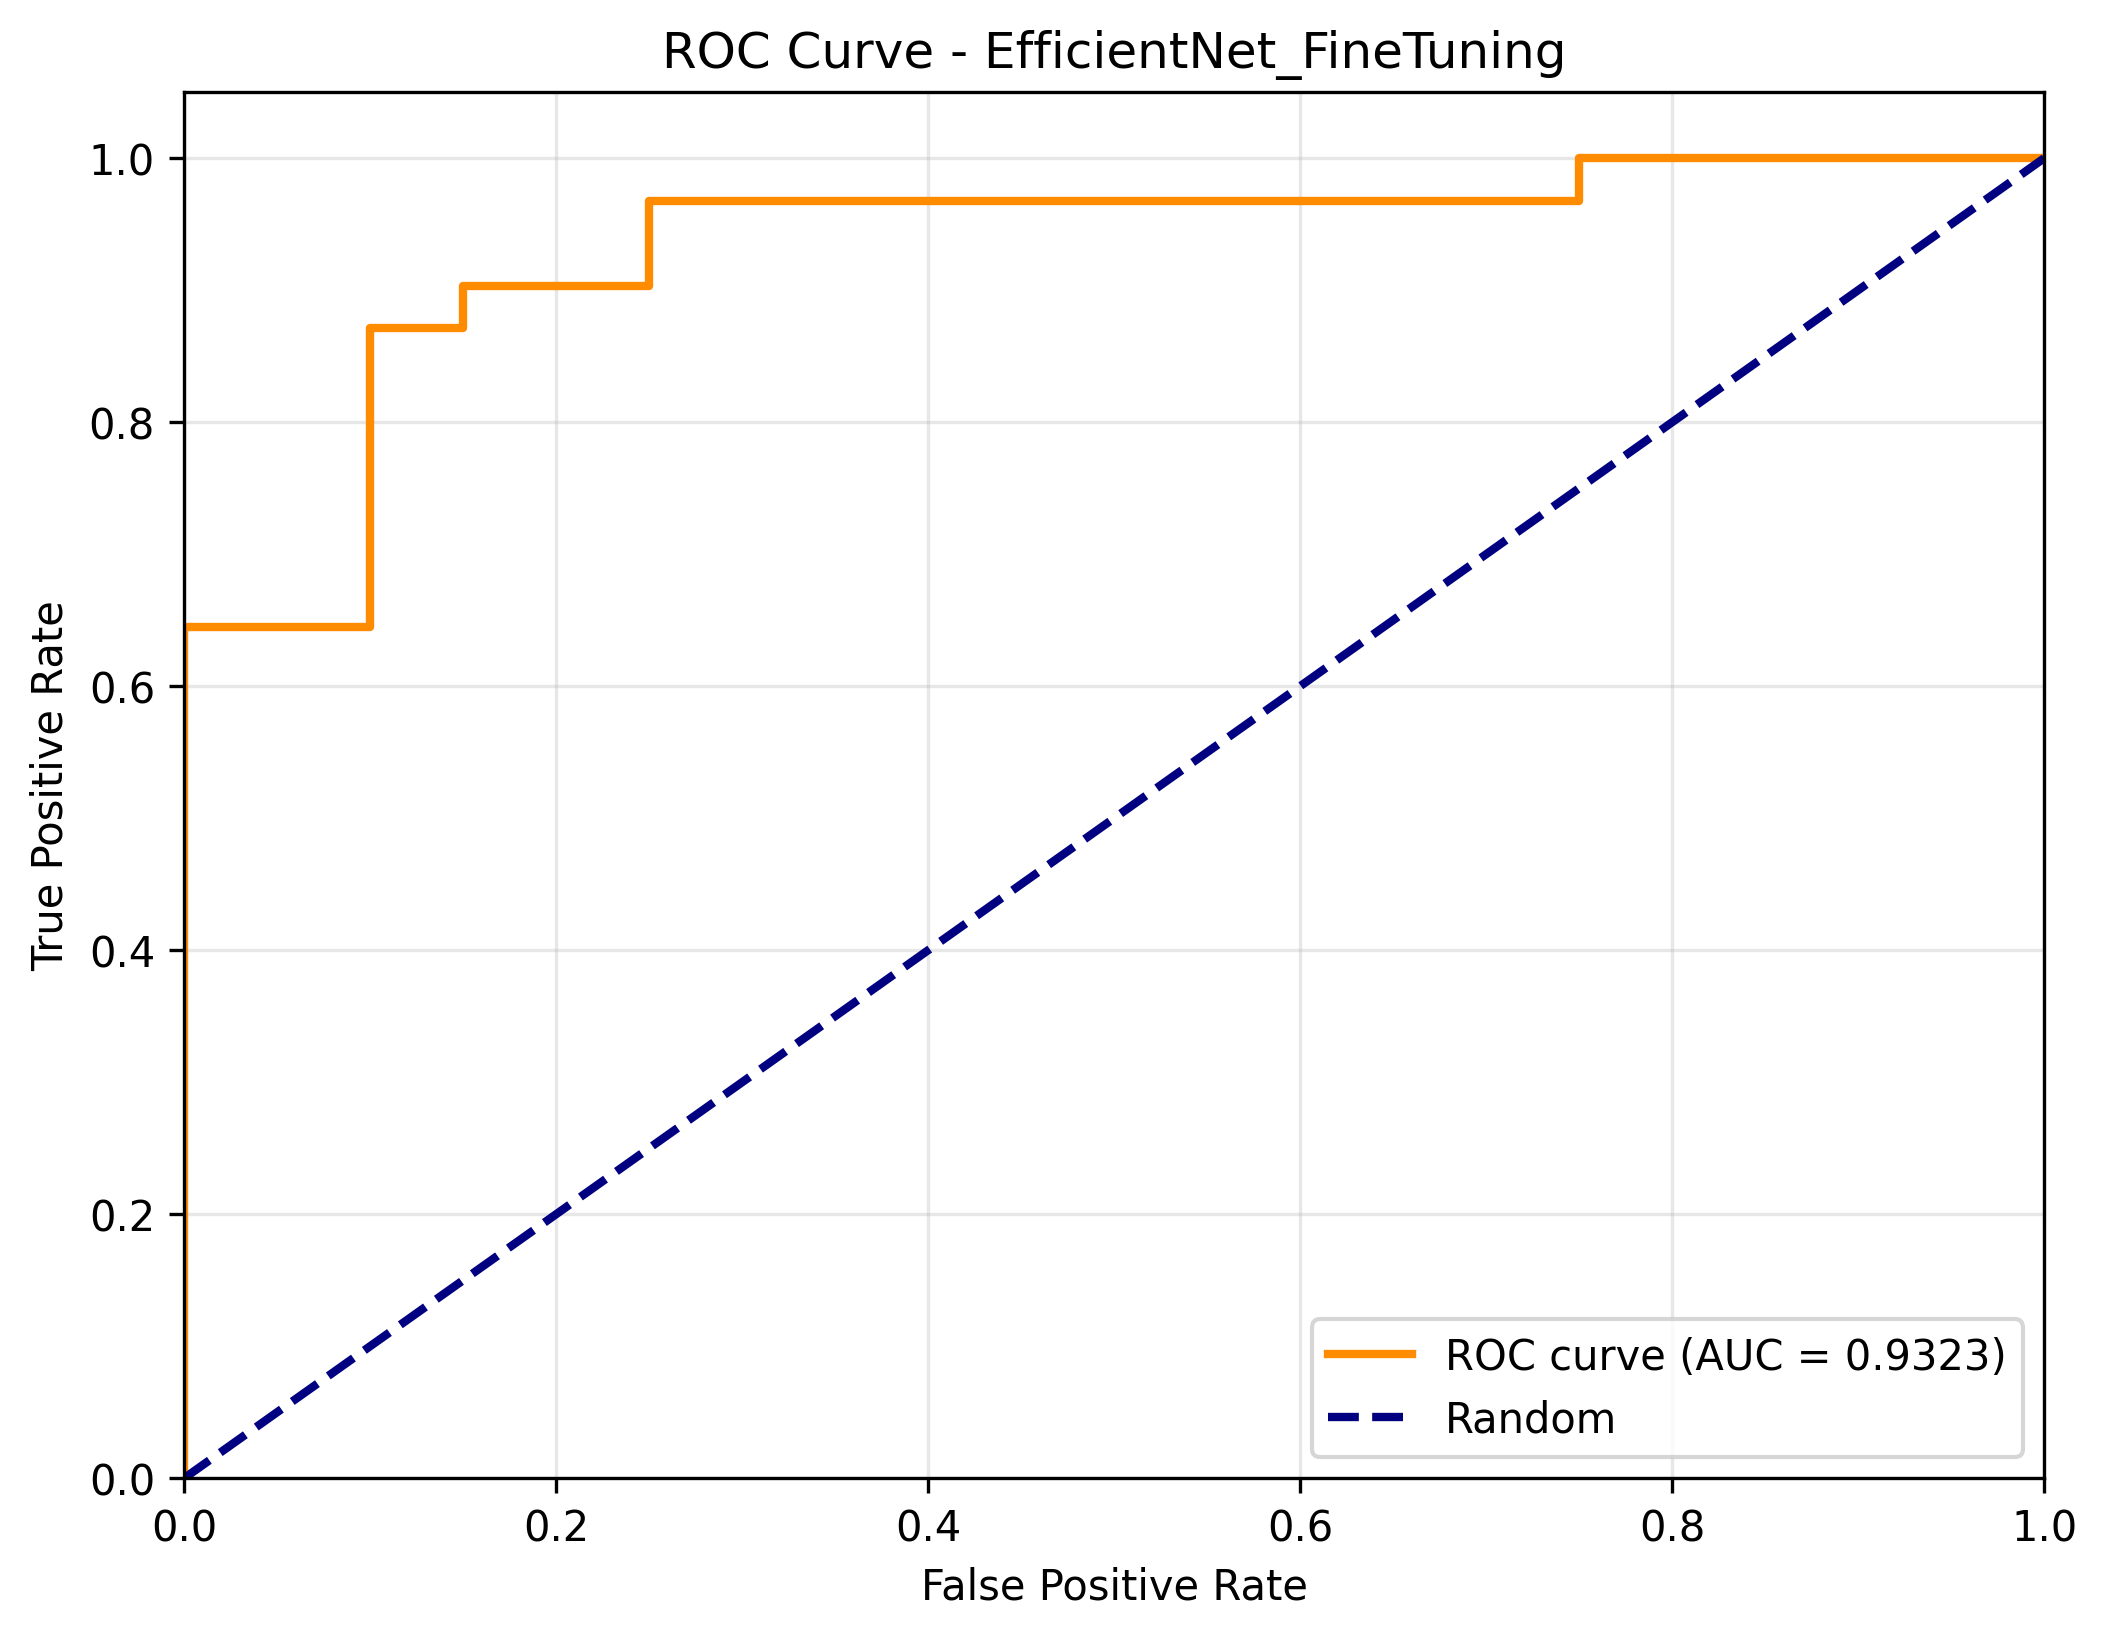 ROC Curve - EfficientNet_FineTuning
True Positive Rate
1.0
0.8
0.6
0.4
0.2
0.0
0.0 0.2 0.4 0.6 0.8 1.0
False Positive Rate
ROC curve (AUC = 0.9323)
Random